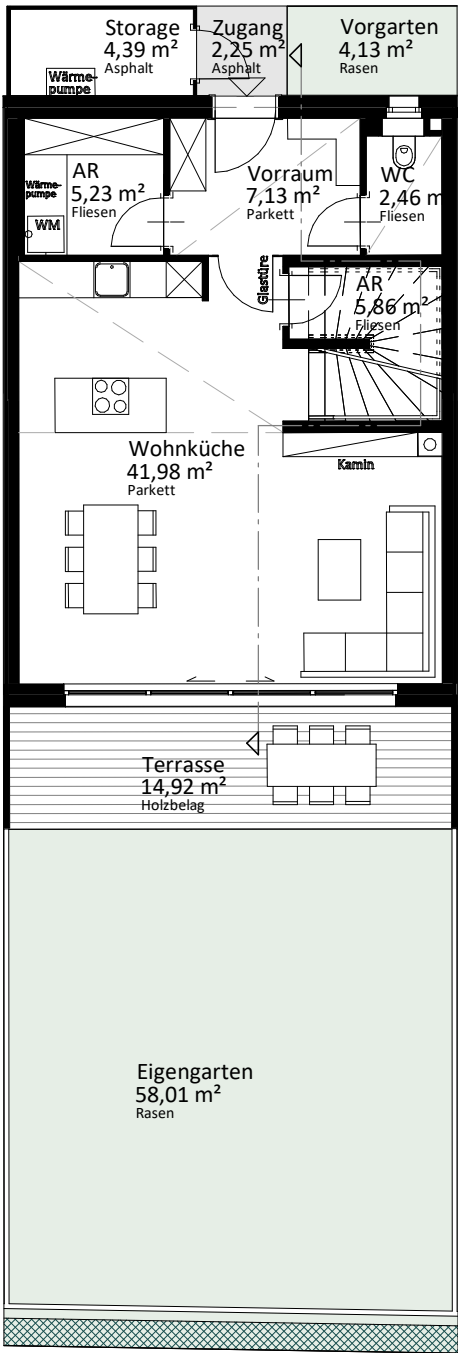 Storage
4,39 m²
Asphalt
Zugang
2,25 m²
Asphalt
Vorgarten
4,13 m²
Rasen
Wärme-
pumpe
AR
5,23 m²
Fliesen
Wärme-
pumpe
WM
Vorraum
7,13 m²
Parkett
WC
2,46 m
Fliesen
Glastüre
AR
5,86 m²
Fliesen
Wohnküche
41,98 m²
Parkett
Kamin
Terrasse
14,92 m²
Holzbelag
Eigengarten
58,01 m²
Rasen